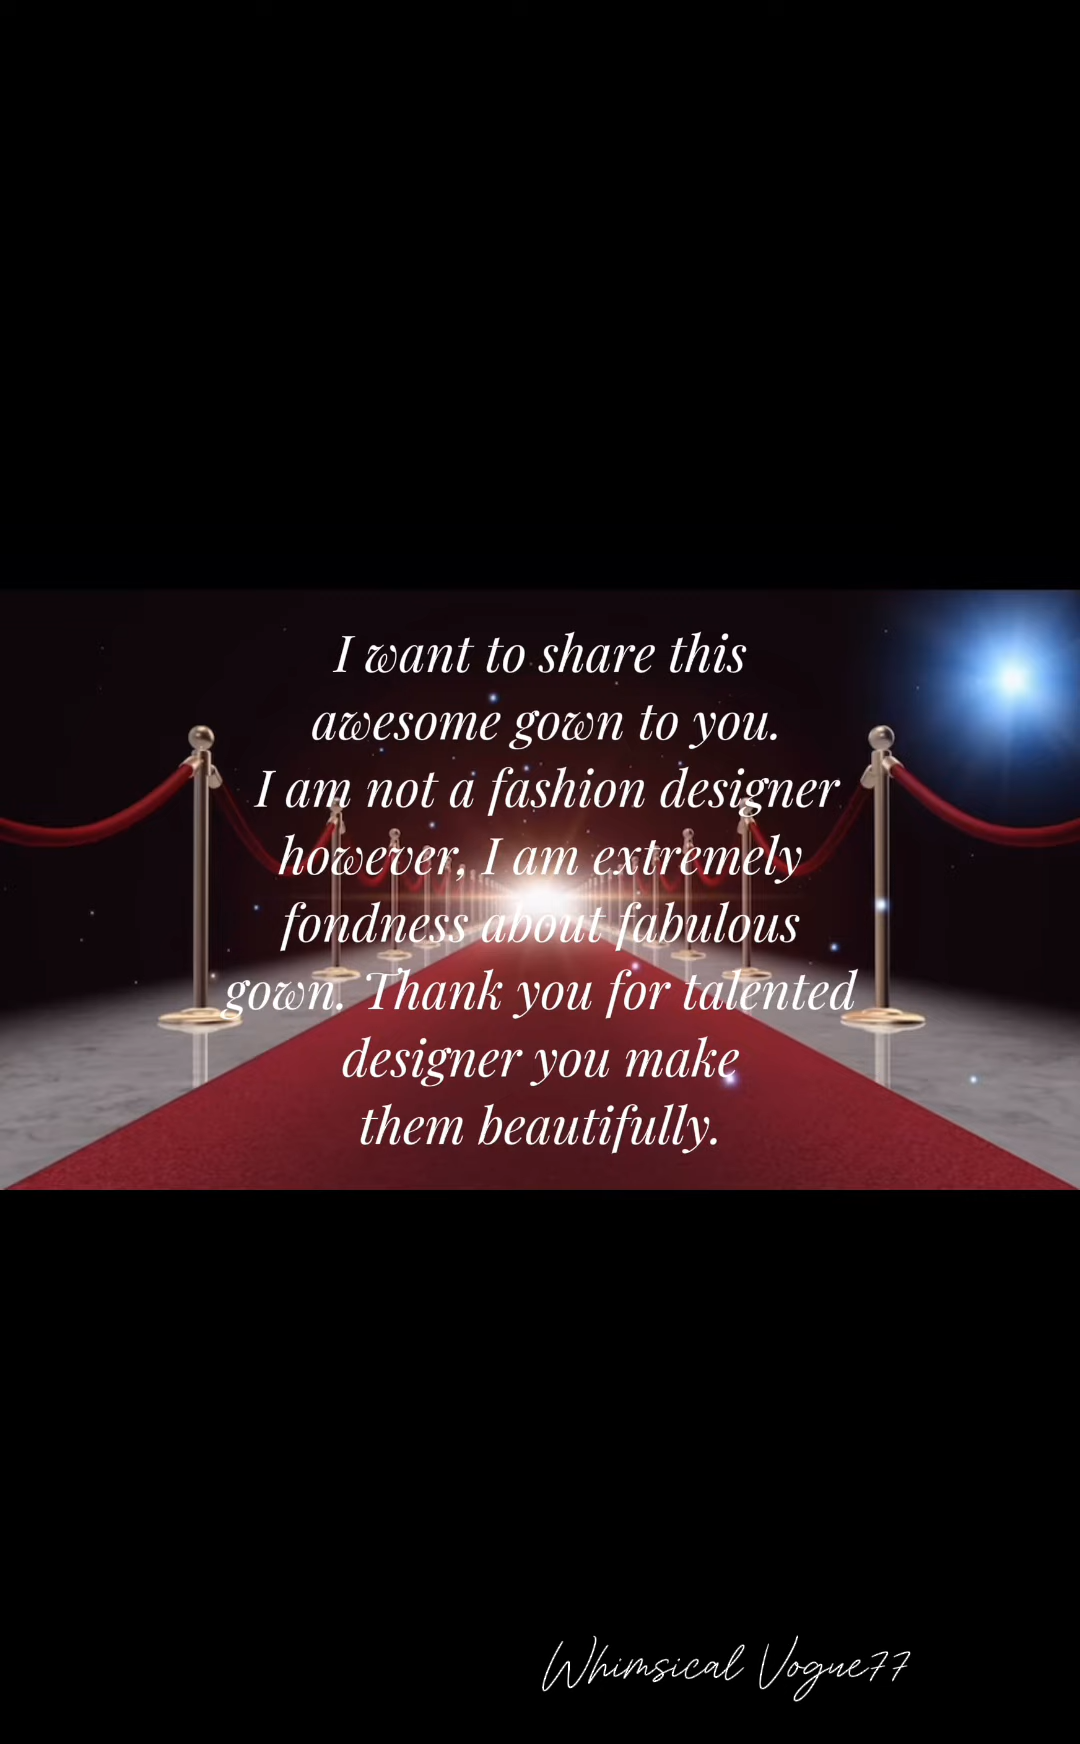 I want to share this
awesome gown to you.
I am not a fashion designer
however, I am extremely
fondness about fabulous
gown. Thank you for talented
designer you make
them beautifully.
Whimsical Vogue77